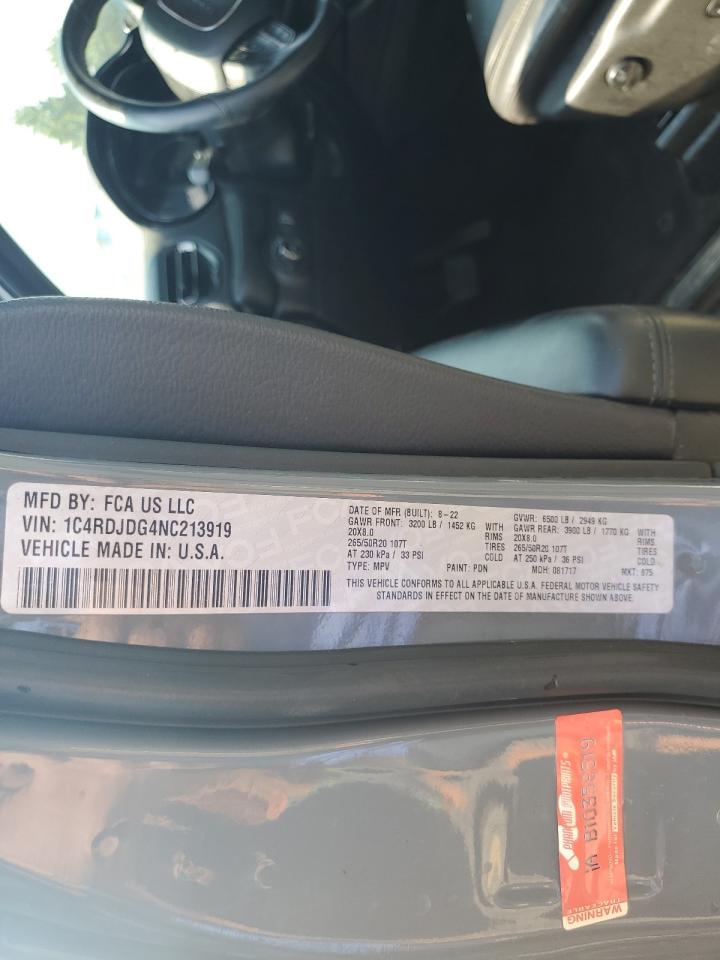 MFD BY: FCA US LLC
VIN: 1C4RDJDG4NC213919
VEHICLE MADE IN: U.S.A.
DATE OF MFR (BUILT): 8-22 GVWR: 6500 LB / 2949 KG
GAWR FRONT: 3200 LB / 1452 KG WITH GAWR REAR: 3900 LB / 1770 KG WITH
20X8.0 RIMS 20X8.0 RIMS
265/50R20 107T TIRES 265/50R20 107T TIRES
AT 230 kPa / 33 PSI COLD AT 250 kPa / 36 PSI COLD
TYPE: MPV PAINT: PDN MDH: 081717 MXT: 875
THIS VEHICLE CONFORMS TO ALL APPLICABLE U.S.A. FEDERAL MOTOR VEHICLE SAFETY
STANDARDS IN EFFECT ON THE DATE OF MANUFACTURE SHOWN ABOVE.
WARNING
TRACEABLE